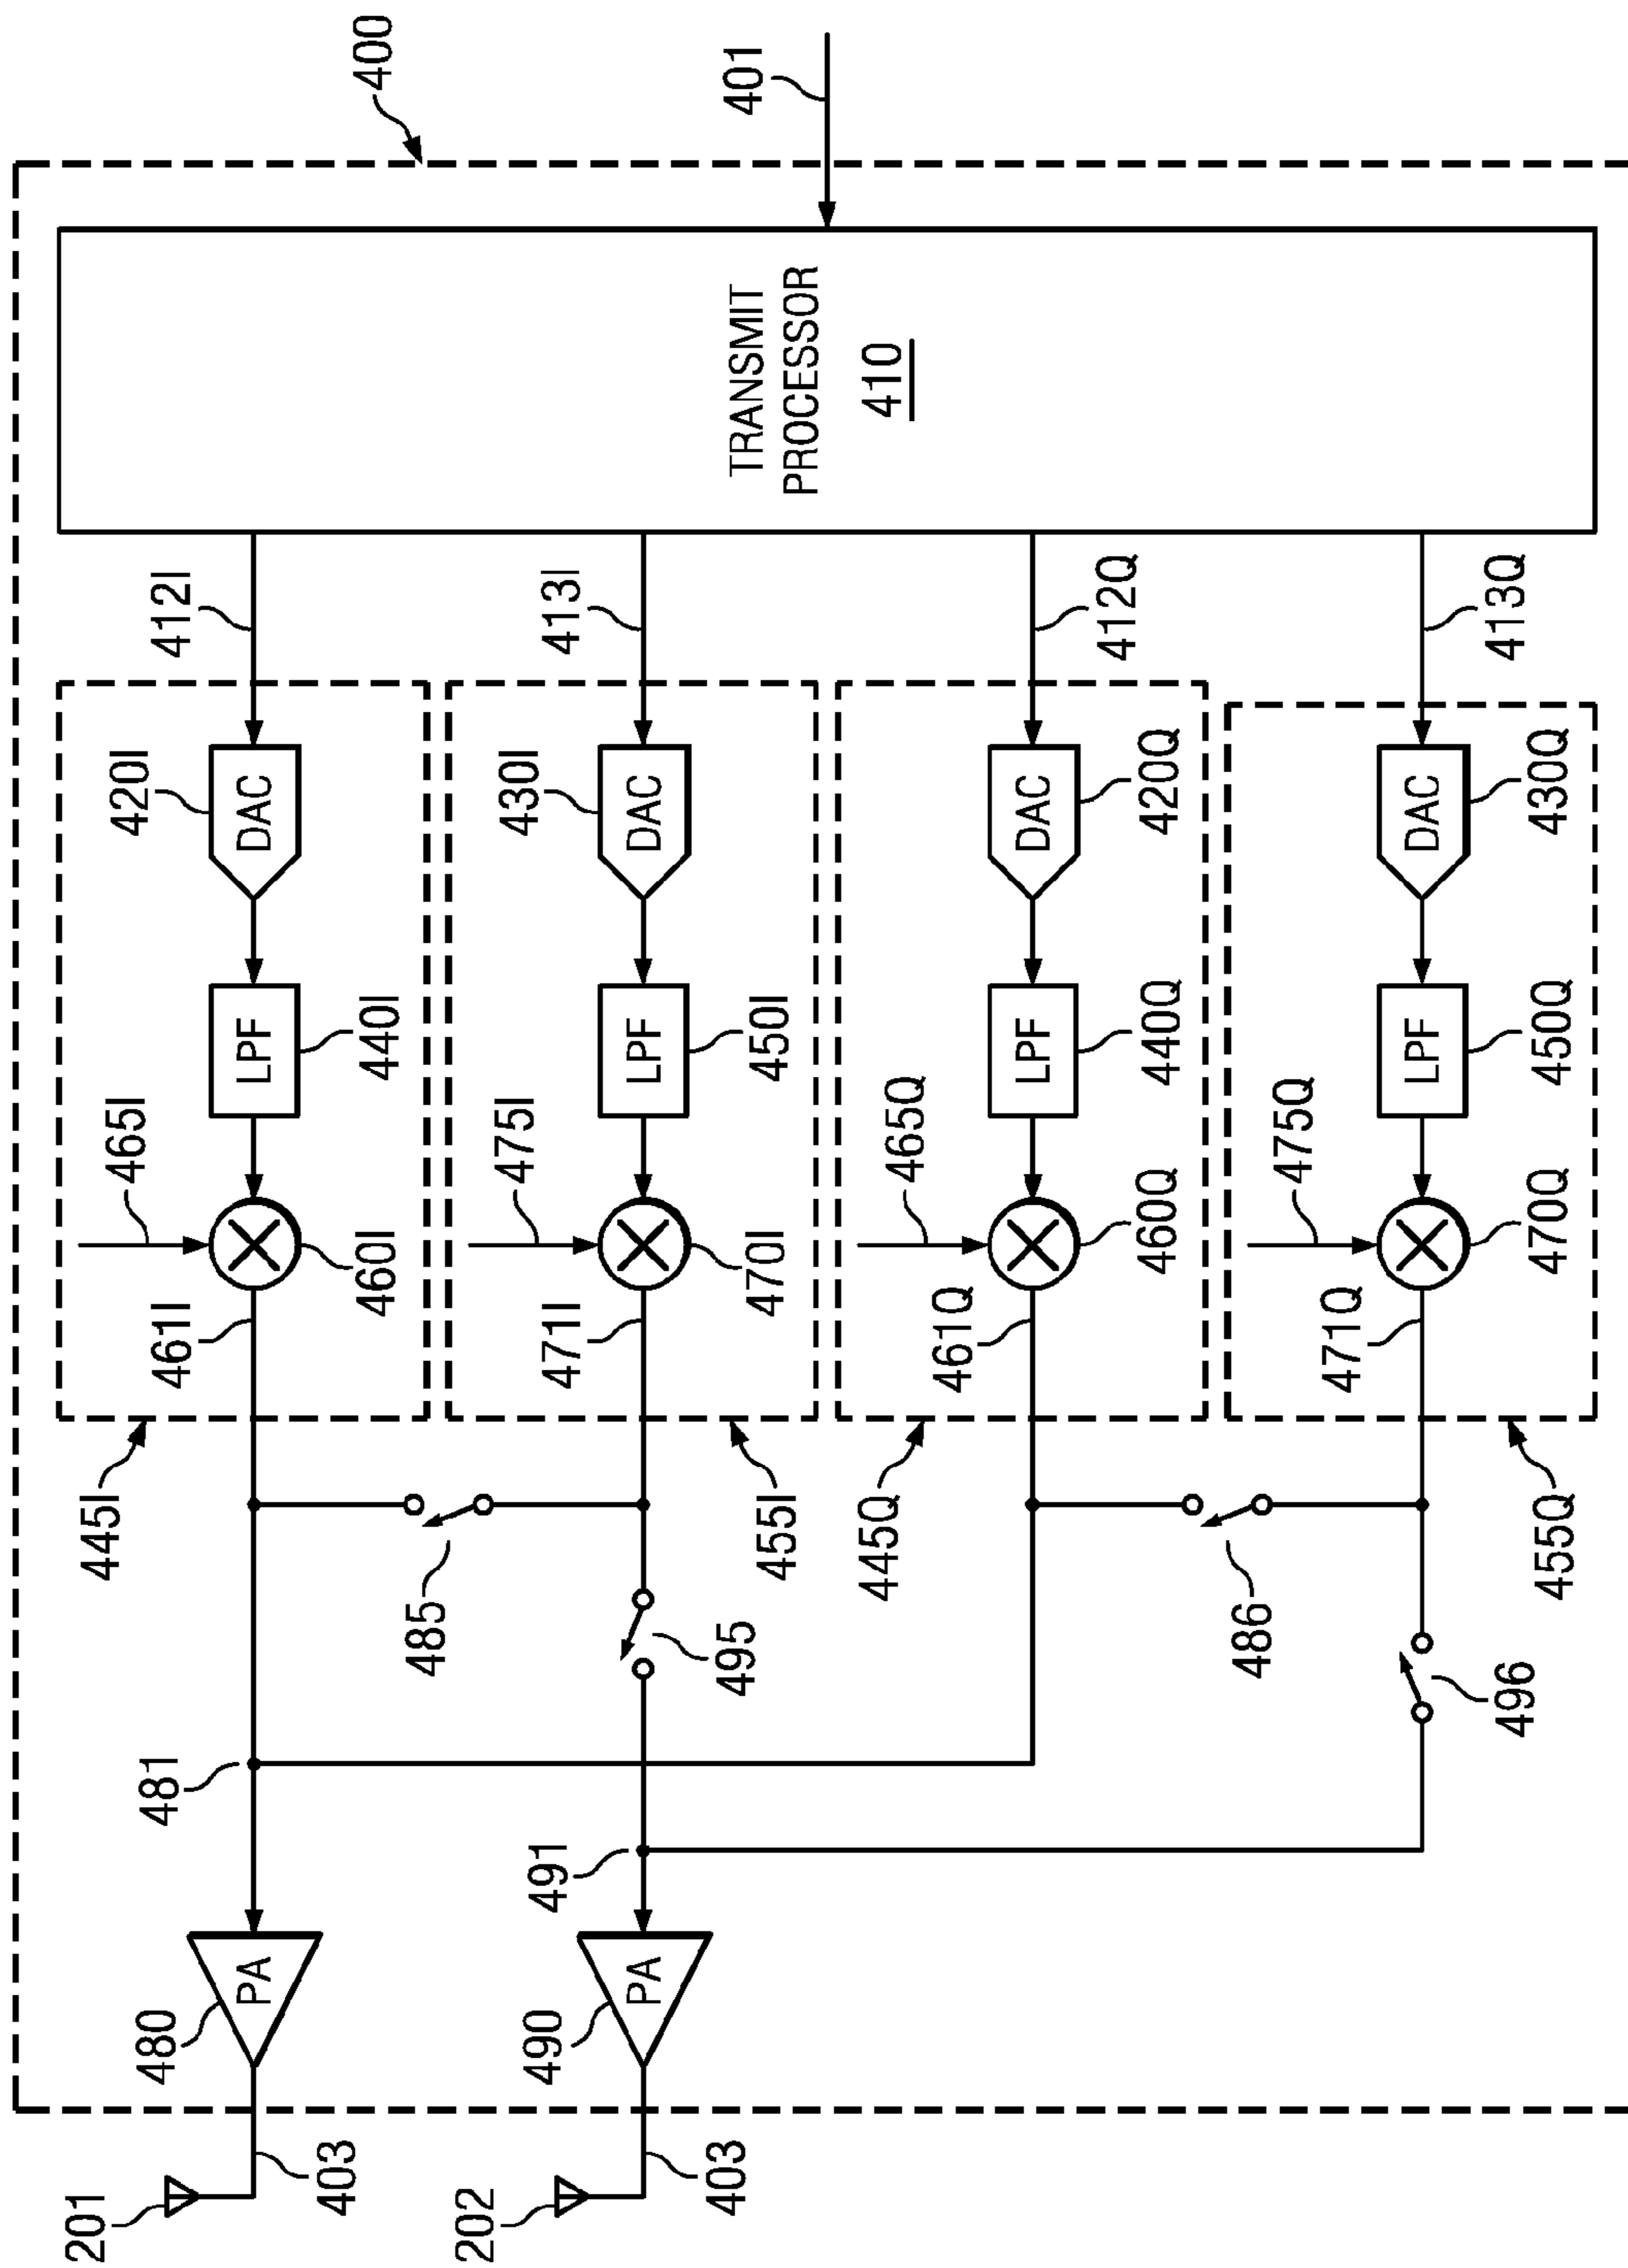 400
401
TRANSMIT
PROCESSOR
410
412I
413I
412Q
413Q
420I
DAC
430I
DAC
DAC
420Q
DAC
430Q
LPF
440I
LPF
450I
LPF
440Q
LPF
450Q
465I
475I
465Q
475Q
460I
470I
460Q
470Q
461I
471I
461Q
471Q
445I
455I
445Q
455Q
485
495
486
496
481
491
PA
480
PA
490
403
403
201
202